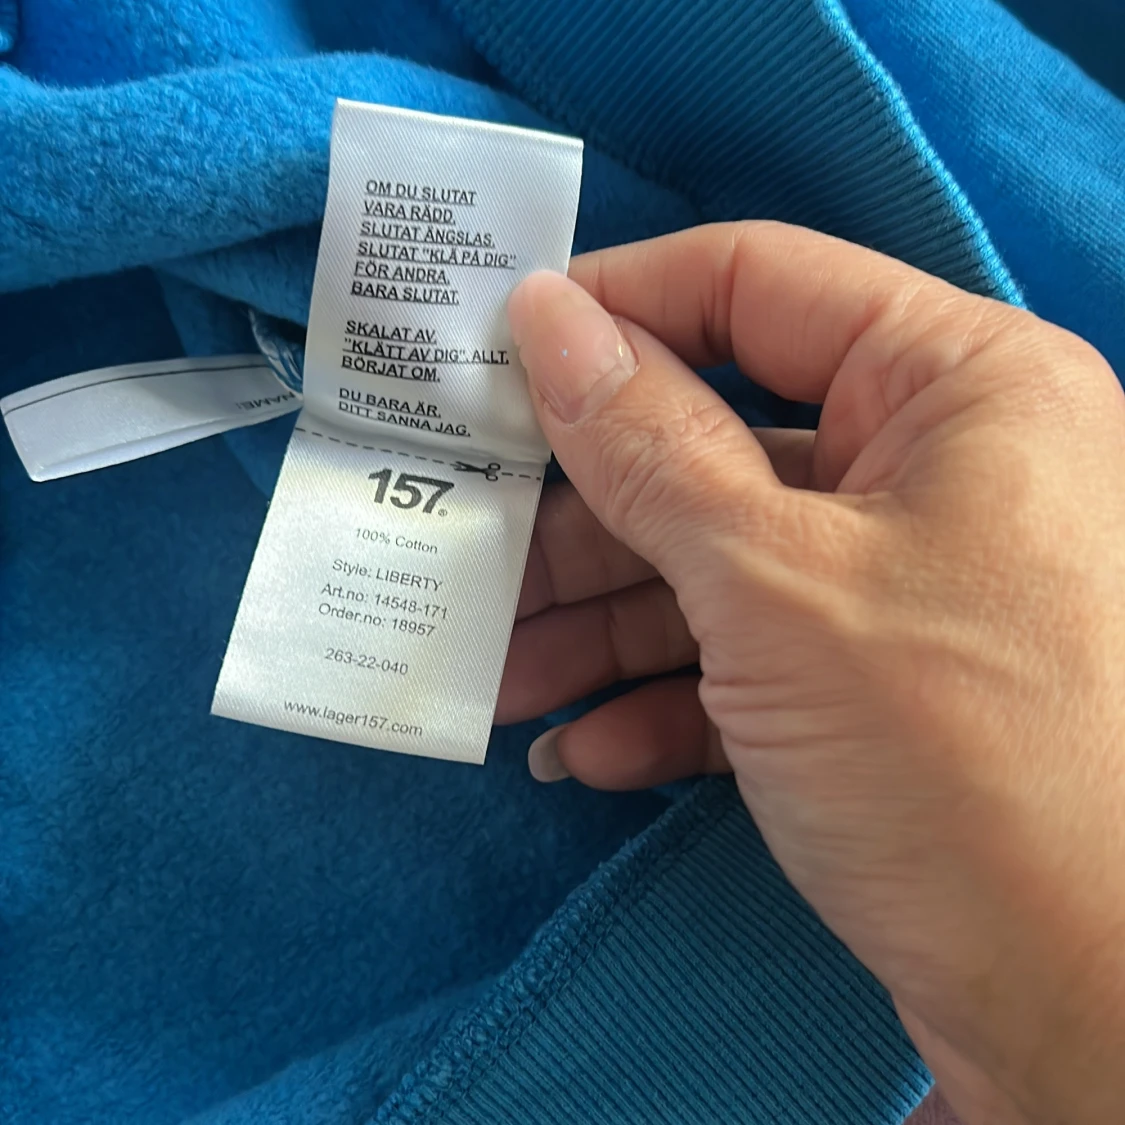 OM DU SLUTAT
VARA RÄDD.
SLUTAT ÄNGSLAS.
SLUTAT "KLÄ PÅ DIG"
FÖR ANDRA.
BARA SLUTAT.
SKALAT AV.
"KLÄTT AV DIG". ALLT.
BÖRJAT OM.
DU BARA ÄR.
DITT SANNA JAG.
NAME:
157®
100% Cotton
Style: LIBERTY
Art.no: 14548-171
Order.no: 18957
263-22-040
www.lager157.com